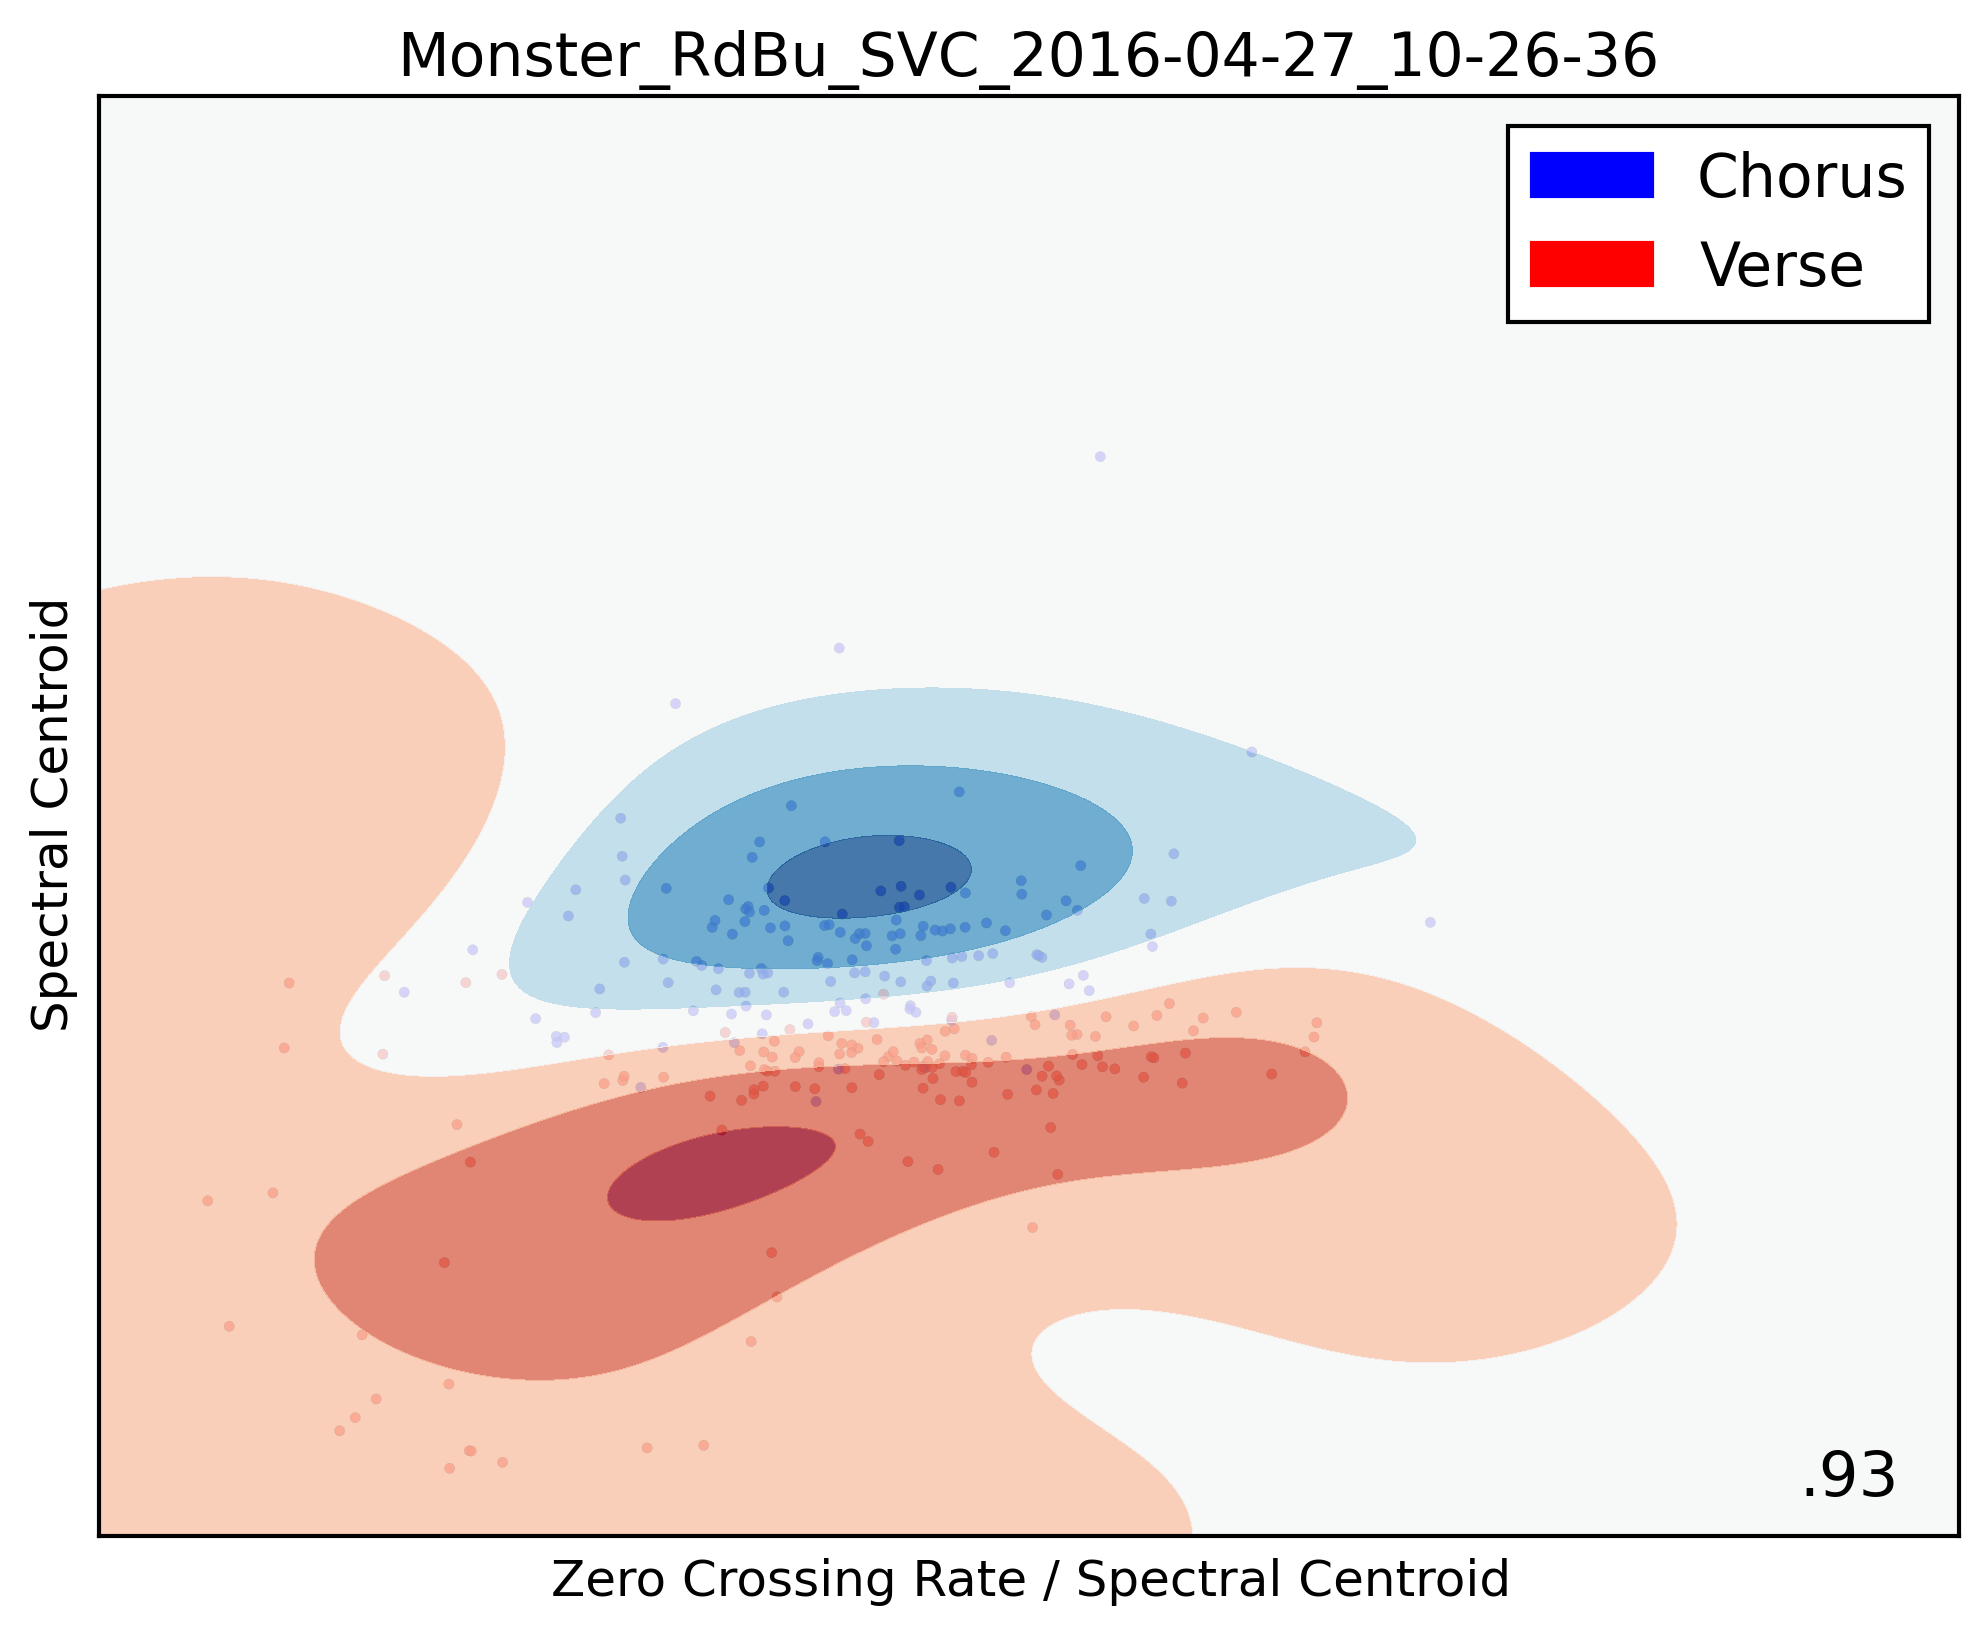 Monster_RdBu_SVC_2016-04-27_10-26-36
Chorus
Verse
Spectral Centroid
.93
Zero Crossing Rate / Spectral Centroid